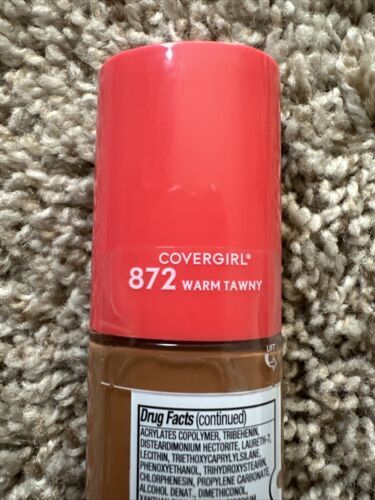 COVERGIRL®
872 WARM TAWNY
LIFT
Drug Facts (continued)
ACRYLATES COPOLYMER, TRIBEHENIN,
DISTEARDIMONIUM HECTORITE, LAURETH-7,
LECITHIN, TRIETHOXYCAPRYLYLSILANE,
PHENOXYETHANOL, TRIHYDROXYSTEARIN,
CHLORPHENESIN, PROPYLENE CARBONATE,
ALCOHOL DENAT., DIMETHICONOL,